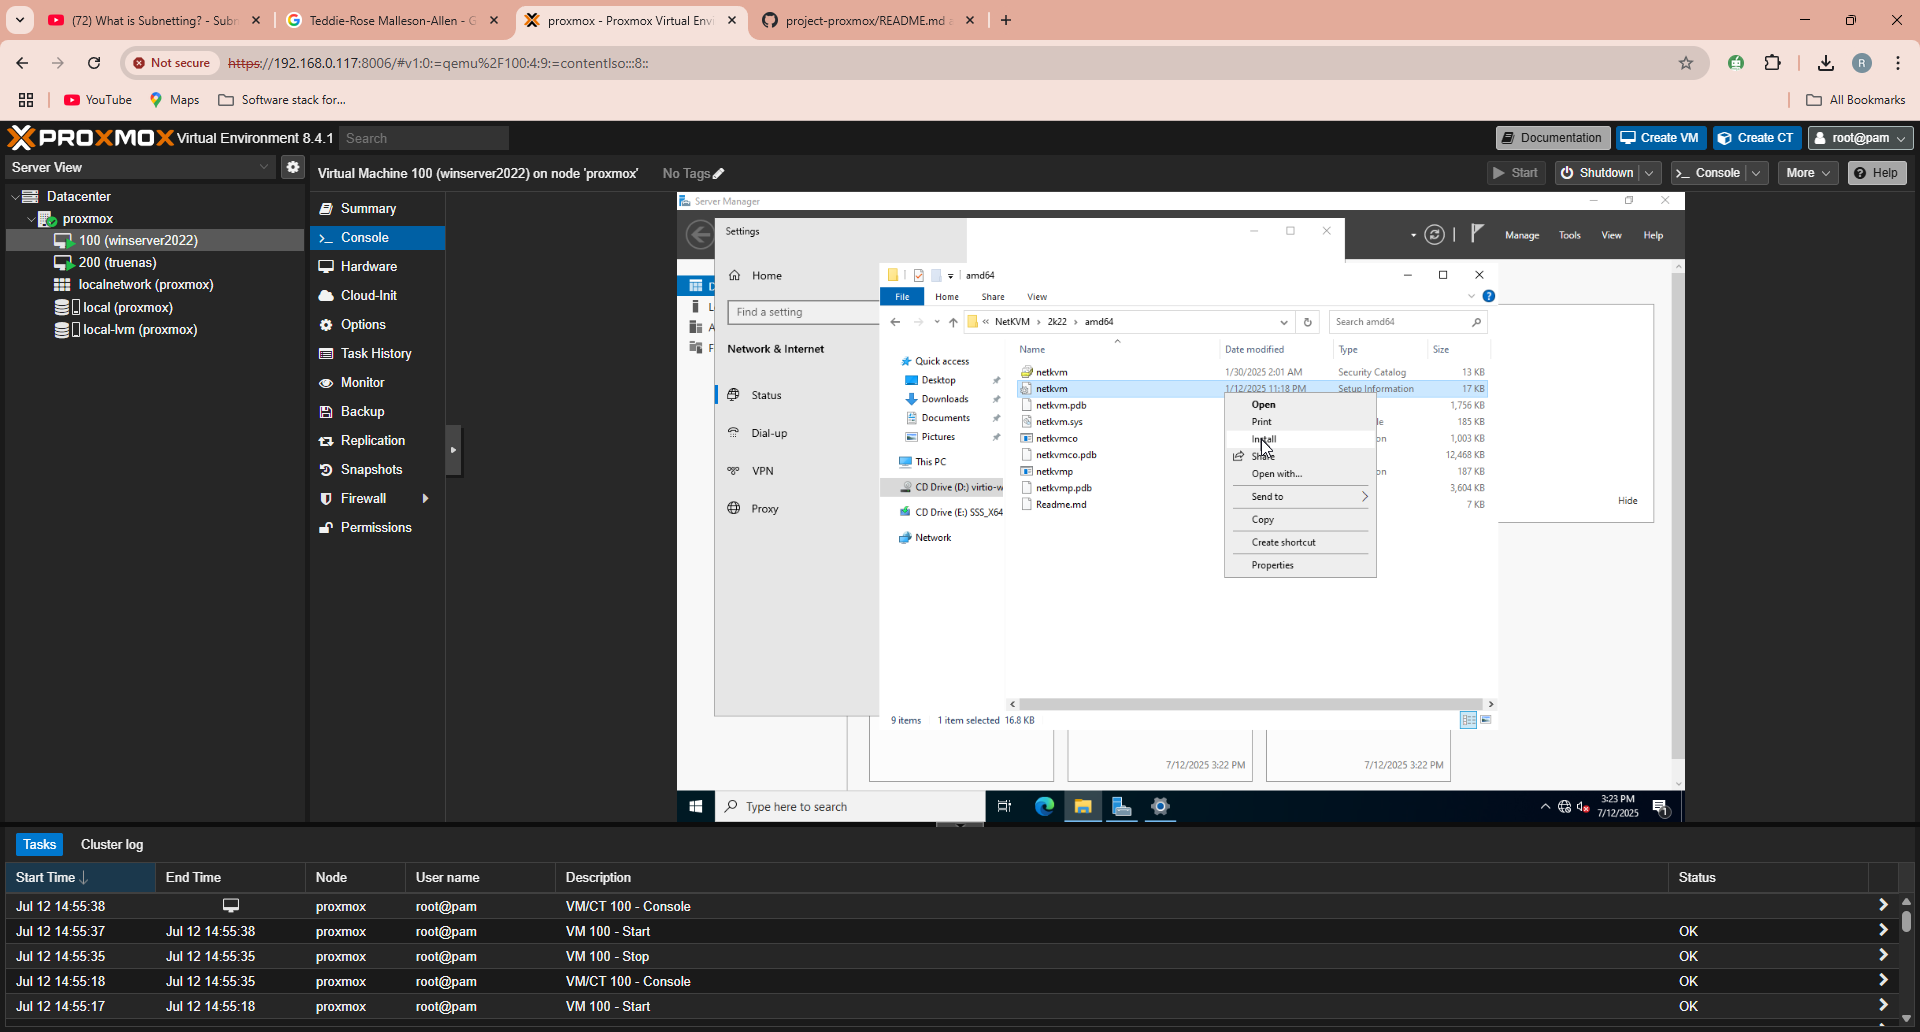 (72) What is Subnetting? - Sub
Teddie-Rose Malleson-Allen - G
proxmox - Proxmox Virtual Envi
project-proxmox/README.md
Not secure
https://192.168.0.117:8006/#v1:0:=qemu%2F100:4:9:=contentIso:::8::
R
YouTube
Maps
Software stack for...
All Bookmarks
PROXMOX Virtual Environment 8.4.1
Search
Documentation
Create VM
Create CT
root@pam
Server View
Virtual Machine 100 (winserver2022) on node 'proxmox'
No Tags
Start
Shutdown
Console
More
Help
Datacenter
proxmox
100 (winserver2022)
200 (truenas)
localnetwork (proxmox)
local (proxmox)
local-lvm (proxmox)
Summary
Console
Hardware
Cloud-Init
Options
Task History
Monitor
Backup
Replication
Snapshots
Firewall
Permissions
Server Manager
Manage
Tools
View
Help
Settings
Home
Find a setting
Network & Internet
Status
Dial-up
VPN
Proxy
amd64
File
Home
Share
View
« NetKVM › 2k22 › amd64
Search amd64
Quick access
Desktop
Downloads
Documents
Pictures
This PC
CD Drive (D:) virtio-w
CD Drive (E:) SSS_X64
Network
Name
Date modified
Type
Size
netkvm
1/30/2025 2:01 AM
Security Catalog
13 KB
netkvm
1/12/2025 11:18 PM
Setup Information
17 KB
netkvm.pdb
1,756 KB
netkvm.sys
185 KB
netkvmco
1,003 KB
netkvmco.pdb
12,468 KB
netkvmp
187 KB
netkvmp.pdb
3,604 KB
Readme.md
7 KB
Open
Print
Install
Share
Open with...
Send to
Copy
Create shortcut
Properties
Hide
9 items
1 item selected 16.8 KB
7/12/2025 3:22 PM
7/12/2025 3:22 PM
Type here to search
3:23 PM
7/12/2025
1
Tasks
Cluster log
Start Time
End Time
Node
User name
Description
Status
Jul 12 14:55:38
proxmox
root@pam
VM/CT 100 - Console
Jul 12 14:55:37
Jul 12 14:55:38
proxmox
root@pam
VM 100 - Start
OK
Jul 12 14:55:35
Jul 12 14:55:35
proxmox
root@pam
VM 100 - Stop
OK
Jul 12 14:55:18
Jul 12 14:55:35
proxmox
root@pam
VM/CT 100 - Console
OK
Jul 12 14:55:17
Jul 12 14:55:18
proxmox
root@pam
VM 100 - Start
OK